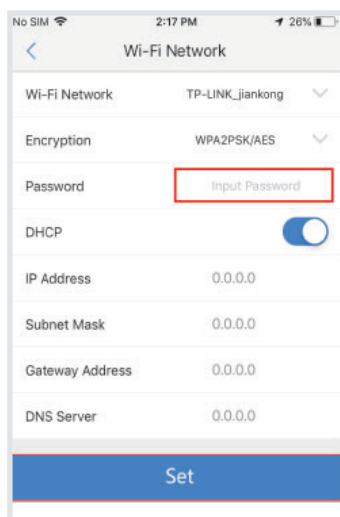 No SIM 2:17 PM 26%
Wi-Fi Network
Wi-Fi Network TP-LINK_jiankong
Encryption WPA2PSK/AES
Password Input Password
DHCP
IP Address 0.0.0.0
Subnet Mask 0.0.0.0
Gateway Address 0.0.0.0
DNS Server 0.0.0.0
Set